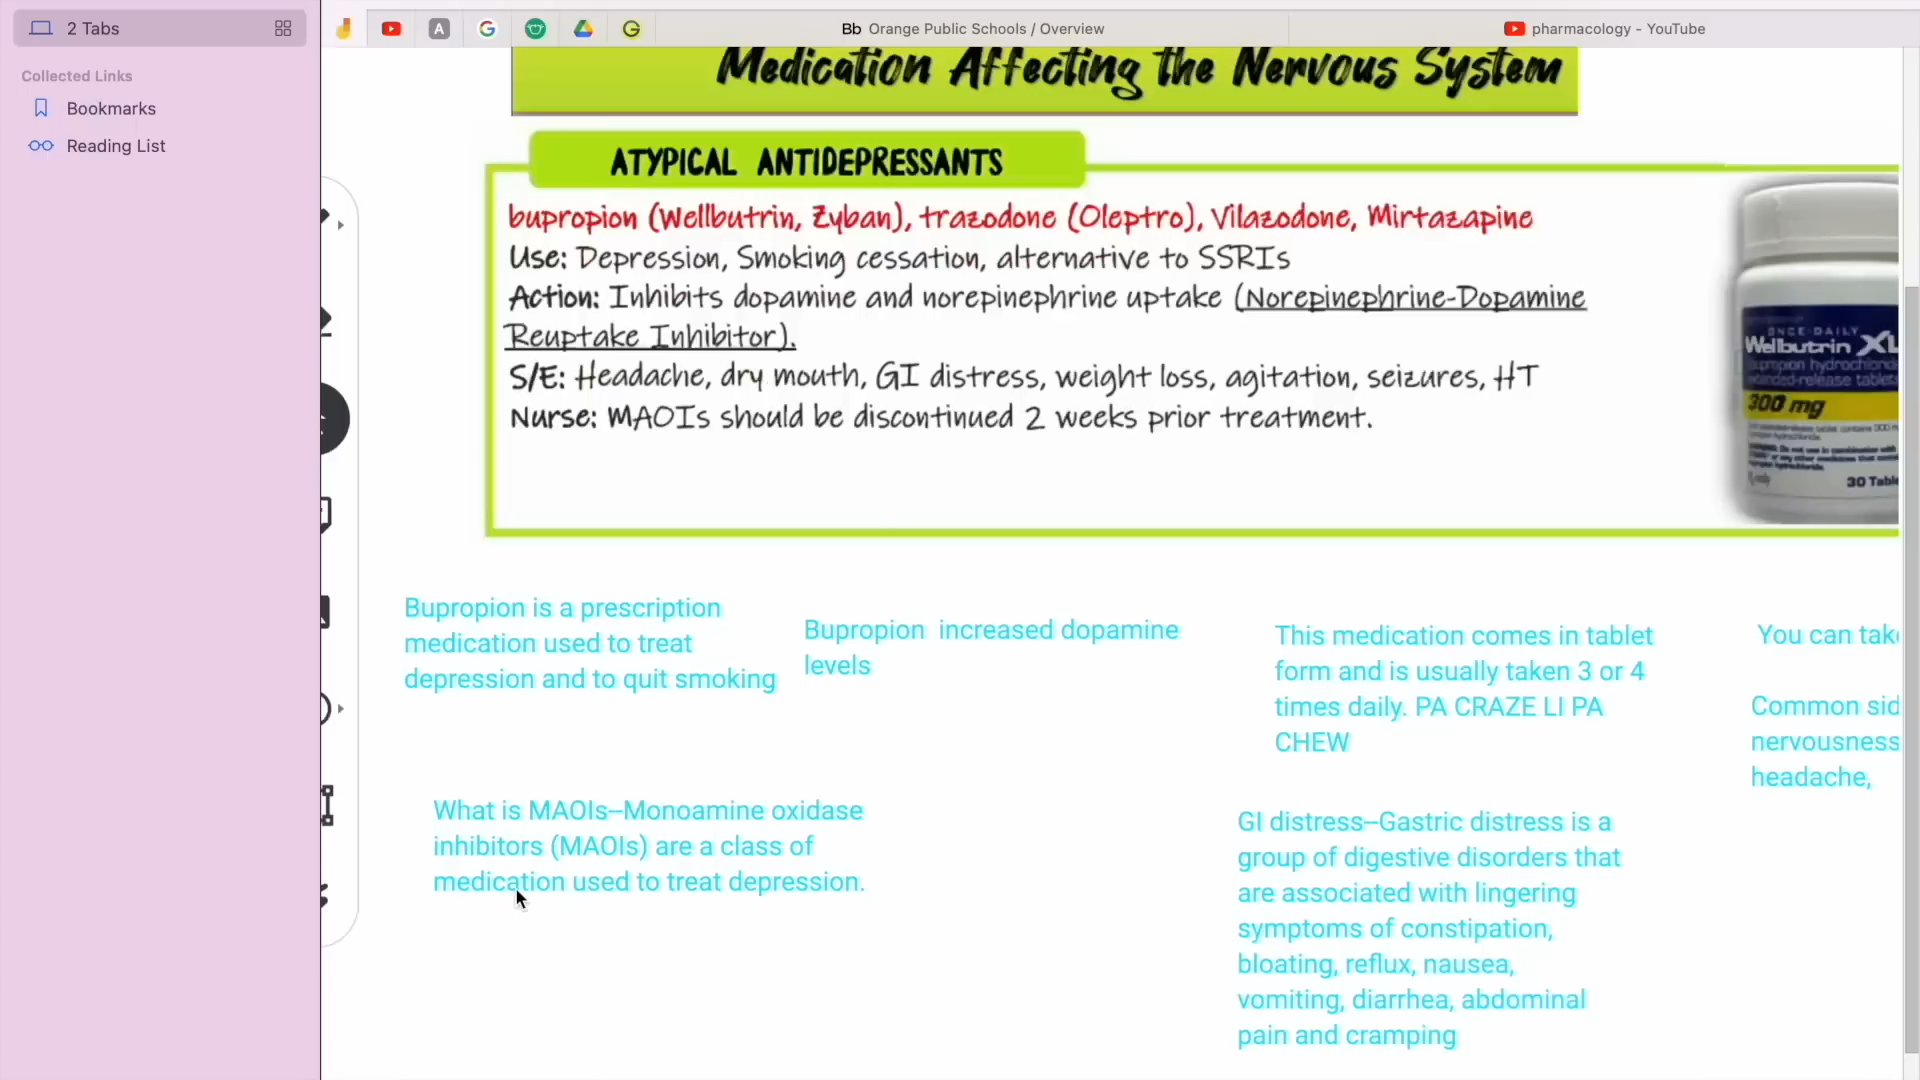 2 Tabs
Collected Links
Bookmarks
Reading List
A
G
G
Bb Orange Public Schools / Overview
pharmacology - YouTube
Medication Affecting the Nervous System
ATYPICAL ANTIDEPRESSANTS
bupropion (Wellbutrin, Zyban), trazodone (Oleptro), Vilazodone, Mirtazapine
Use: Depression, Smoking cessation, alternative to SSRIs
Action: Inhibits dopamine and norepinephrine uptake (Norepinephrine-Dopamine
Reuptake Inhibitor).
S/E: Headache, dry mouth, GI distress, weight loss, agitation, seizures, HT
Nurse: MAOIs should be discontinued 2 weeks prior treatment.
ONCE-DAILY
Wellbutrin XL
300 mg
30 Tabl
Bupropion is a prescription
medication used to treat
depression and to quit smoking
Bupropion increased dopamine
levels
This medication comes in tablet
form and is usually taken 3 or 4
times daily. PA CRAZE LI PA
CHEW
You can take
Common sid
nervousness
headache,
What is MAOIs–Monoamine oxidase
inhibitors (MAOIs) are a class of
medication used to treat depression.
GI distress–Gastric distress is a
group of digestive disorders that
are associated with lingering
symptoms of constipation,
bloating, reflux, nausea,
vomiting, diarrhea, abdominal
pain and cramping